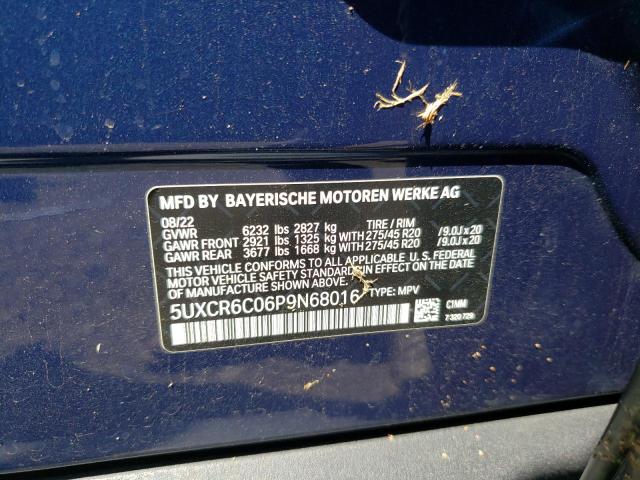 MFD BY BAYERISCHE MOTOREN WERKE AG
08/22
GVWR 6232 lbs 2827 kg TIRE / RIM
GAWR FRONT 2921 lbs 1325 kg WITH 275/45 R20 /9.0J x 20
GAWR REAR 3677 lbs 1668 kg WITH 275/45 R20 /9.0J x 20
THIS VEHICLE CONFORMS TO ALL APPLICABLE U. S. FEDERAL
MOTOR VEHICLE SAFETY STANDARDS IN EFFECT ON THE DATE
OF MANUFACTURE SHOWN ABOVE.
5UXCR6C06P9N68016 TYPE: MPV
C1MM
7320729